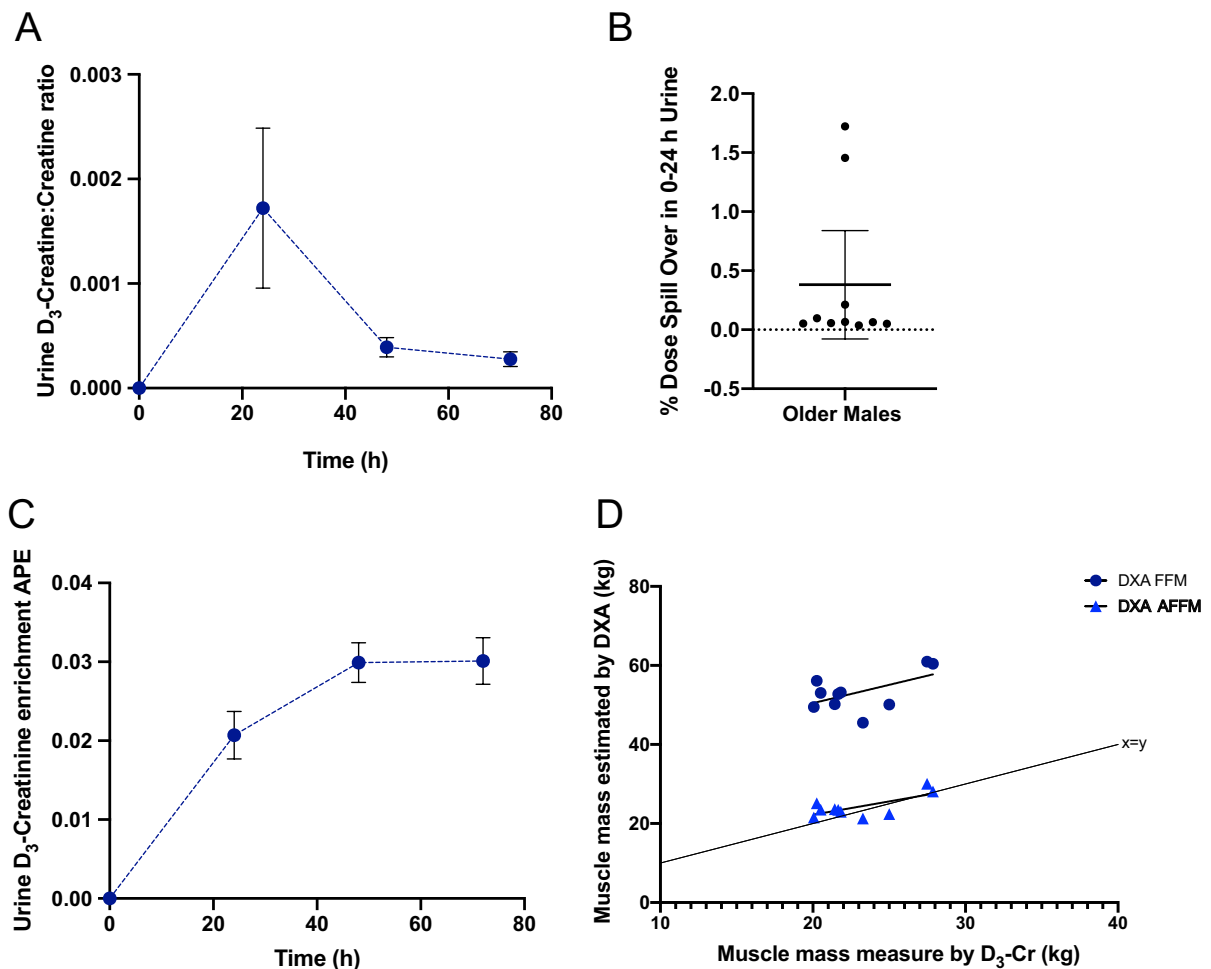 A
Urine D₃-Creatine:Creatine ratio
0.003
0.002
0.001
0.000
0 20 40 60 80
Time (h)
B
% Dose Spill Over in 0-24 h Urine
2.0
1.5
1.0
0.5
0.0
-0.5
Older Males
C
Urine D₃-Creatinine enrichment APE
0.04
0.03
0.02
0.01
0.00
0 20 40 60 80
Time (h)
D
Muscle mass estimated by DXA (kg)
80
60
40
20
0
10 20 30 40
DXA FFM
DXA AFFM
x=y
Muscle mass measure by D₃-Cr (kg)